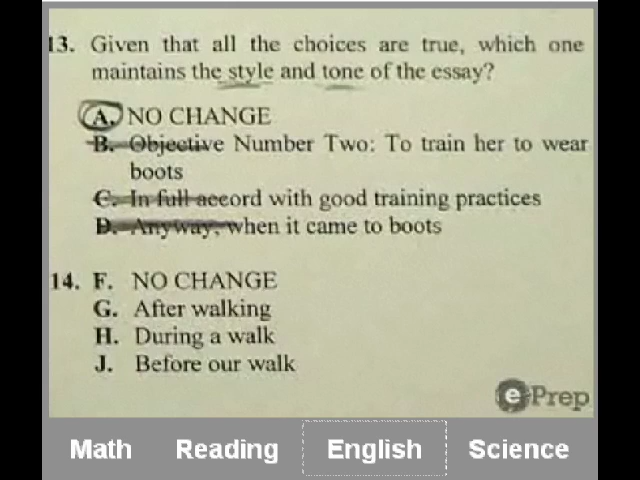 13. Given that all the choices are true, which one
maintains the style and tone of the essay?
A. NO CHANGE
B. Objective Number Two: To train her to wear
boots
C. In full accord with good training practices
D. Anyway, when it came to boots
14. F. NO CHANGE
G. After walking
H. During a walk
J. Before our walk
ePrep
Math Reading English Science